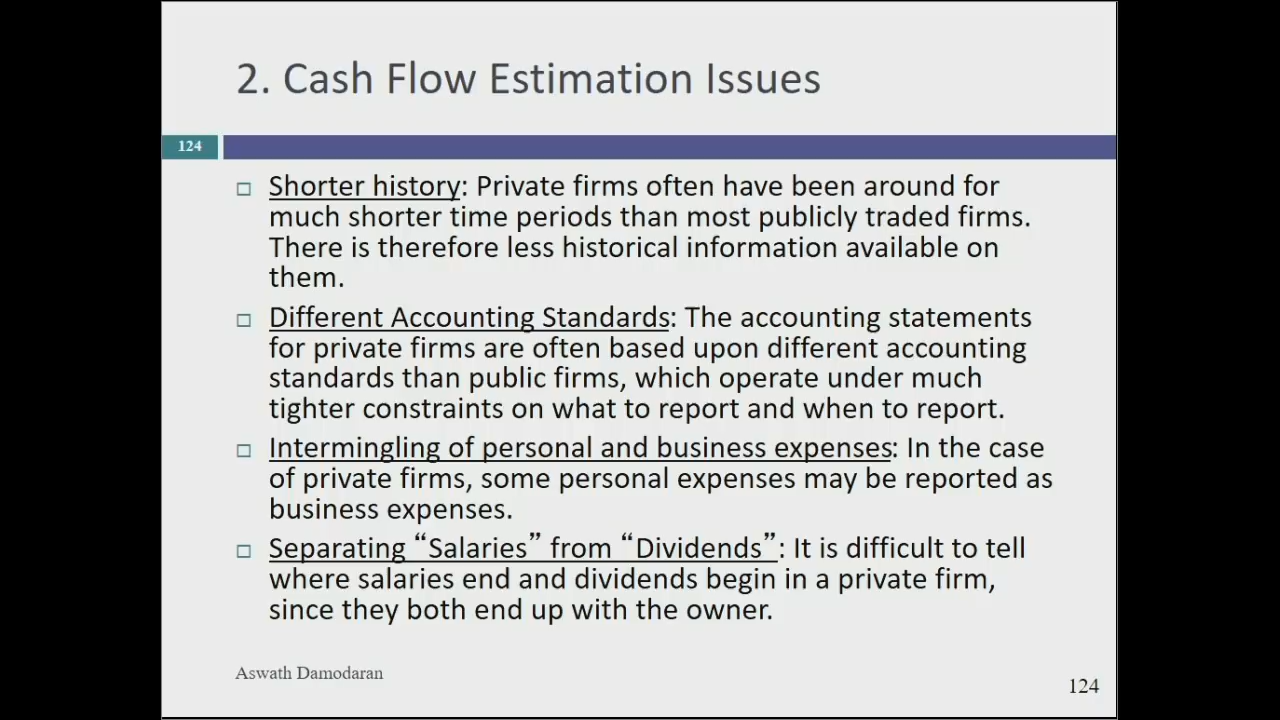 2. Cash Flow Estimation Issues
124
□ Shorter history: Private firms often have been around for
much shorter time periods than most publicly traded firms.
There is therefore less historical information available on
them.
□ Different Accounting Standards: The accounting statements
for private firms are often based upon different accounting
standards than public firms, which operate under much
tighter constraints on what to report and when to report.
□ Intermingling of personal and business expenses: In the case
of private firms, some personal expenses may be reported as
business expenses.
□ Separating “Salaries” from “Dividends”: It is difficult to tell
where salaries end and dividends begin in a private firm,
since they both end up with the owner.
Aswath Damodaran
124